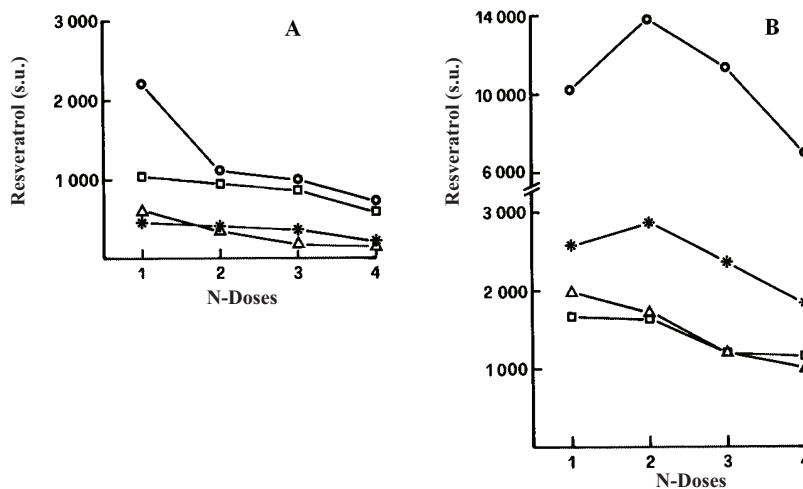 A
Resveratrol (s.u.)
3 000
2 000
1 000
1 2 3 4
N-Doses
B
Resveratrol (s.u.)
14 000
10 000
6 000
3 000
2 000
1 000
1 2 3 4
N-Doses